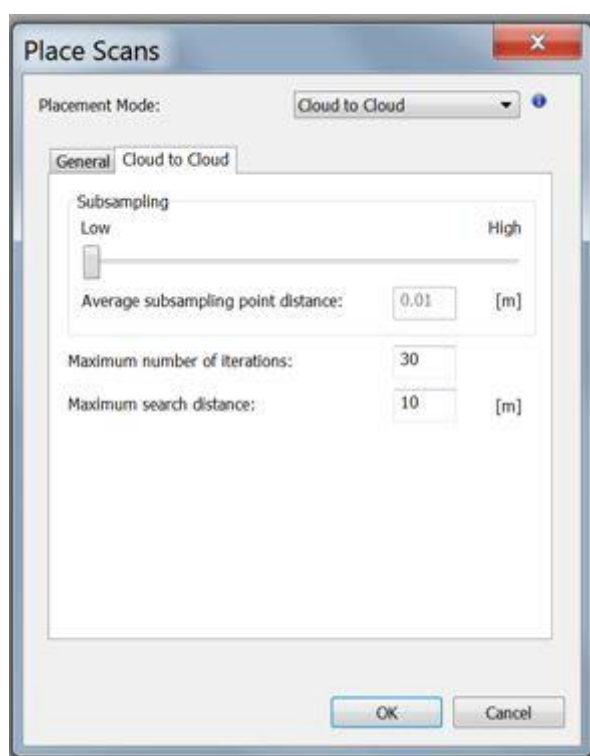 Place Scans
Placement Mode: Cloud to Cloud
General Cloud to Cloud
Subsampling
Low High
Average subsampling point distance: 0.01 [m]
Maximum number of iterations: 30
Maximum search distance: 10 [m]
OK Cancel